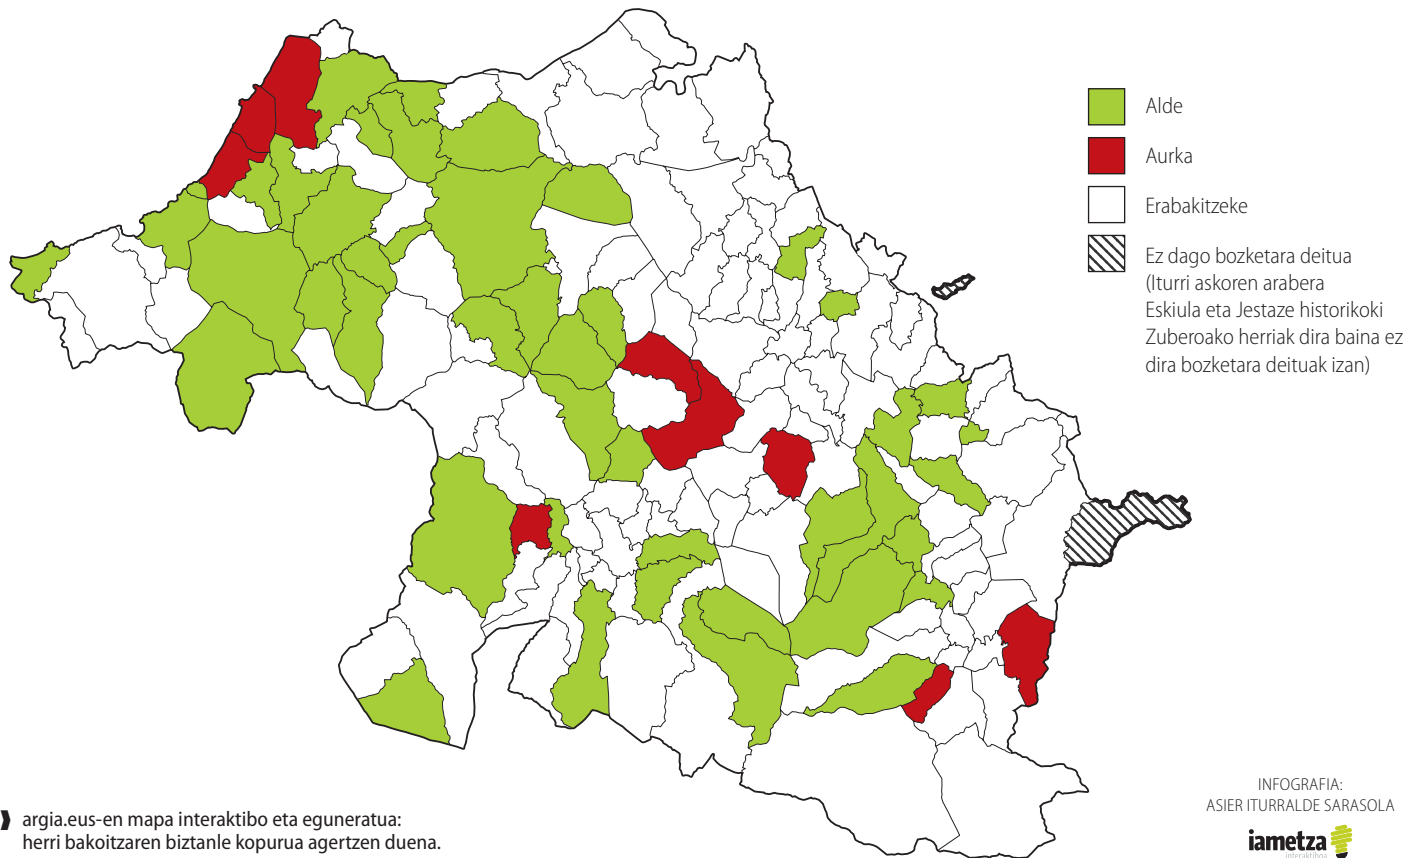 Alde
Aurka
Erabakitzeke
Ez dago bozketara deitua
(Iturri askoren arabera
Eskiula eta Jestaze historikoki
Zuberoako herriak dira baina ez
dira bozketara deituak izan)
argia.eus-en mapa interaktibo eta eguneratua:
herri bakoitzaren biztanle kopurua agertzen duena.
INFOGRAFIA:
ASIER ITURRALDE SARASOLA
iametza
interaktiboa